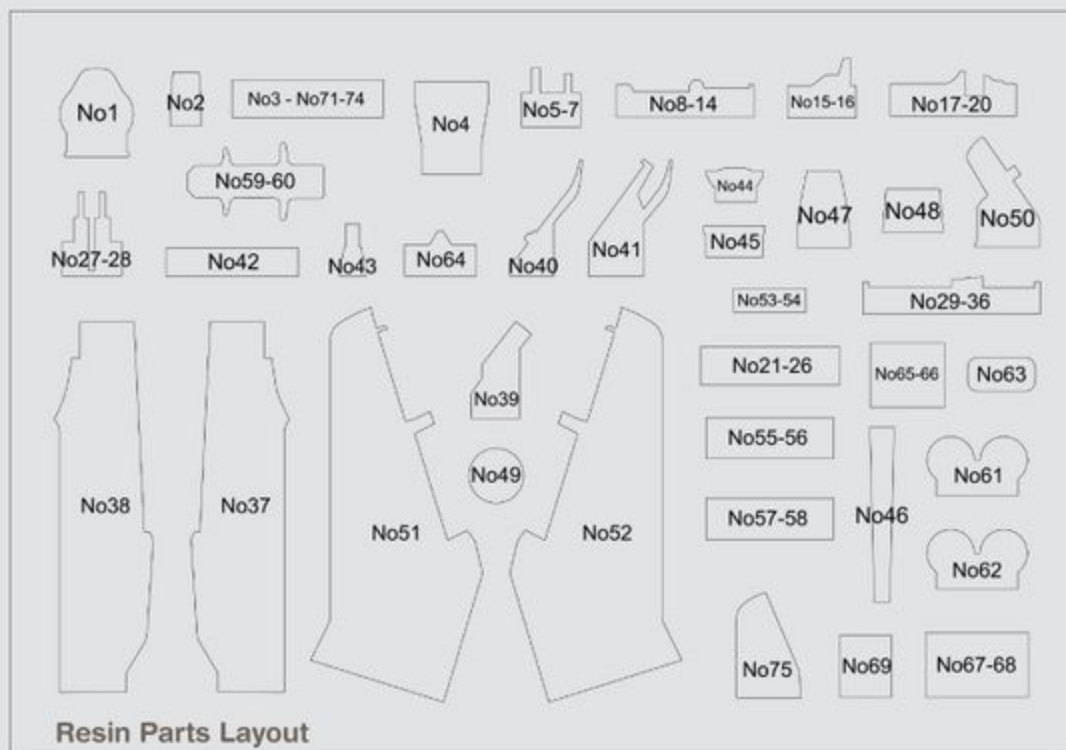 No1
No2
No3 - No71-74
No4
No5-7
No8-14
No15-16
No17-20
No59-60
No44
No47
No48
No50
No27-28
No42
No43
No64
No40
No41
No45
No53-54
No29-36
No21-26
No65-66
No63
No39
No55-56
No49
No61
No38
No37
No51
No52
No57-58
No46
No62
No75
No69
No67-68
Resin Parts Layout